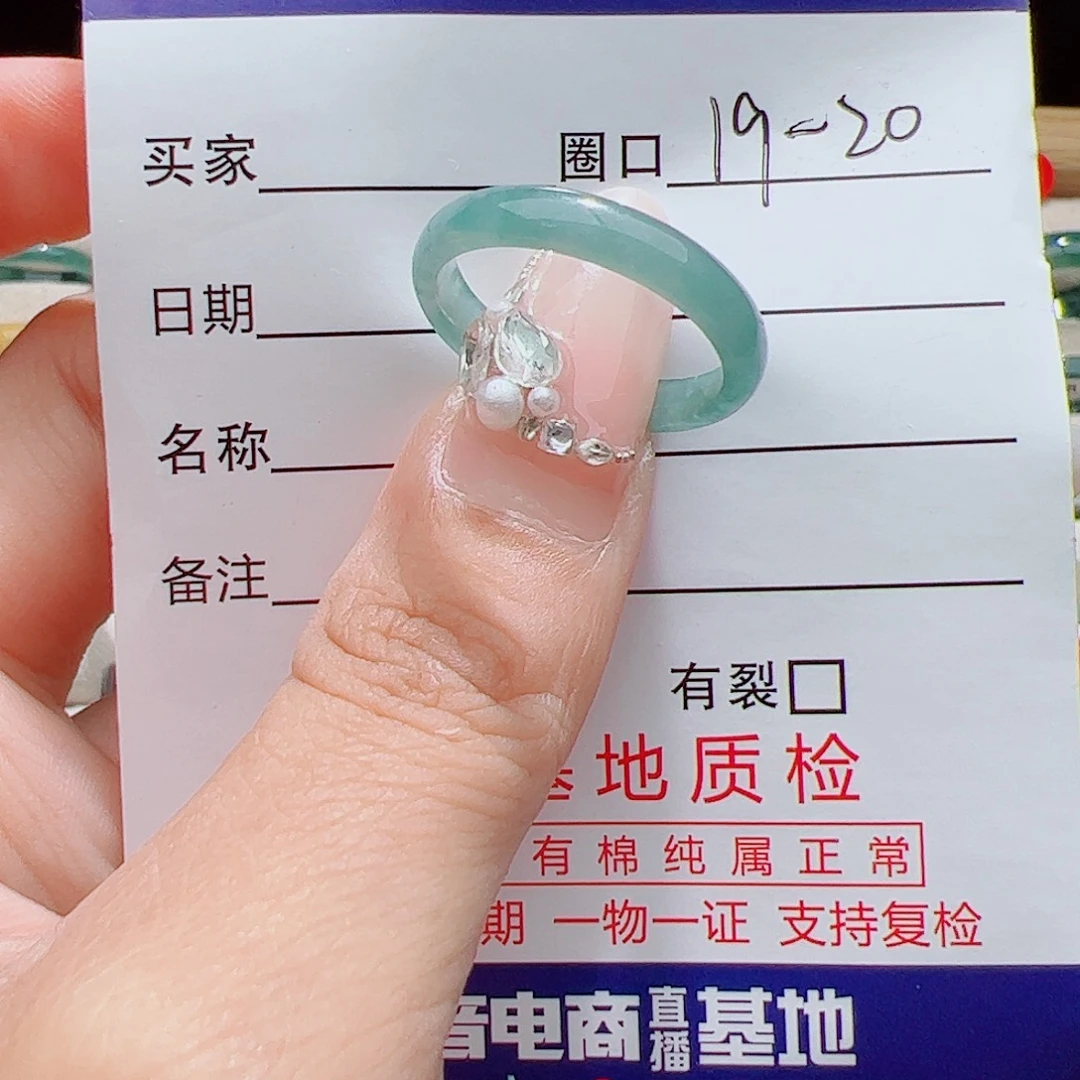 买家 圈口 19-20
日期
名称
备注
有裂
地质检
有棉纯属正常
期 一物一证 支持复检
音电商直播基地